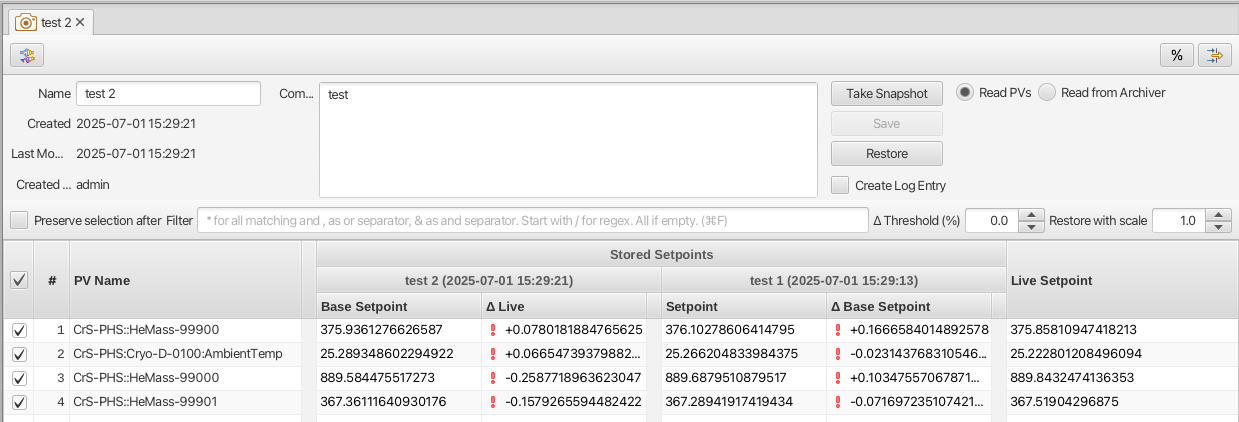 test 2
%
Name test 2 Com... test Take Snapshot Read PVs Read from Archiver
Created 2025-07-01 15:29:21 Save
Last Mo... 2025-07-01 15:29:21 Restore
Created ... admin Create Log Entry
Preserve selection after Filter * for all matching and , as or separator, & as and separator. Start with / for regex. All if empty. (⌘F) Δ Threshold (%) 0.0 Restore with scale 1.0
Stored Setpoints
# PV Name test 2 (2025-07-01 15:29:21) test 1 (2025-07-01 15:29:13) Live Setpoint
Base Setpoint Δ Live Setpoint Δ Base Setpoint
1 CrS-PHS::HeMass-99900 375.9361276626587 +0.0780181884765625 376.10278606414795 +0.1666584014892578 375.85810947418213
2 CrS-PHS:Cryo-D-0100:AmbientTemp 25.289348602294922 +0.06654739379882... 25.266204833984375 -0.023143768310546... 25.222801208496094
3 CrS-PHS::HeMass-99000 889.584475517273 -0.2587718963623047 889.6879510879517 +0.10347557067871... 889.8432474136353
4 CrS-PHS::HeMass-99901 367.36111640930176 -0.1579265594482422 367.28941917419434 -0.071697235107421... 367.51904296875